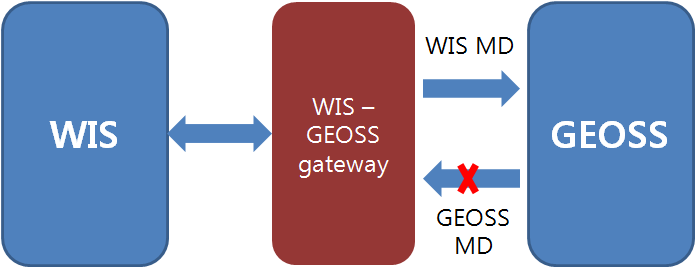 WIS
WIS –
GEOSS
gateway
WIS MD
GEOSS
MD
GEOSS